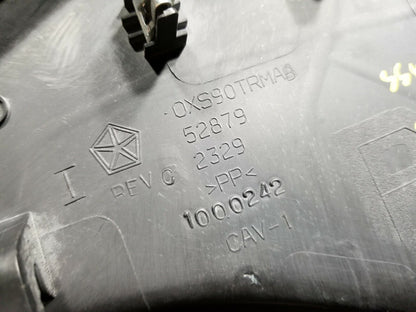 0XS90TRMAB
52879
2329
I
REV C
>PP<
1000242
CAV-1